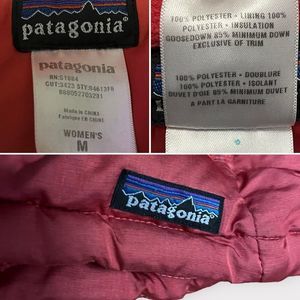 patagonia®
patagonia®
RN:51884
CUT:3423 STY:84613F8
MADE IN CHINA
Fabriqué EN CHINA
WOMEN'S
M
100% POLYESTER • LINING 100%
POLYESTER • INSULATION
GOOSEDOWN 85% MINIMUM DOWN
EXCLUSIVE OF TRIM
100% POLYESTER • DOUBLURE
100% POLYESTER • ISOLANT
DUVET D'OIE 85% MINIMUM DUVET
A PART LA GARNITURE
patagonia®